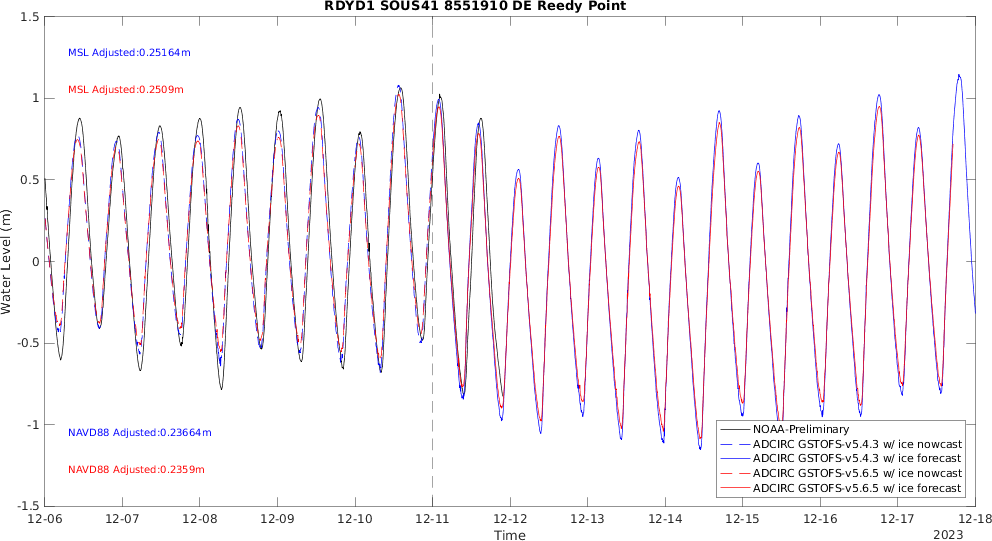 RDYD1 SOUS41 8551910 DE Reedy Point
1.5
MSL Adjusted:0.25164m
1
MSL Adjusted:0.2509m
0.5
Water Level (m)
0
-0.5
-1
NAVD88 Adjusted:0.23664m
NAVD88 Adjusted:0.2359m
-1.5
NOAA-Preliminary
ADCIRC GSTOFS-v5.4.3 w/ ice nowcast
ADCIRC GSTOFS-v5.4.3 w/ ice forecast
ADCIRC GSTOFS-v5.6.5 w/ ice nowcast
ADCIRC GSTOFS-v5.6.5 w/ ice forecast
12-06 12-07 12-08 12-09 12-10 12-11 12-12 12-13 12-14 12-15 12-16 12-17 12-18
Time
2023